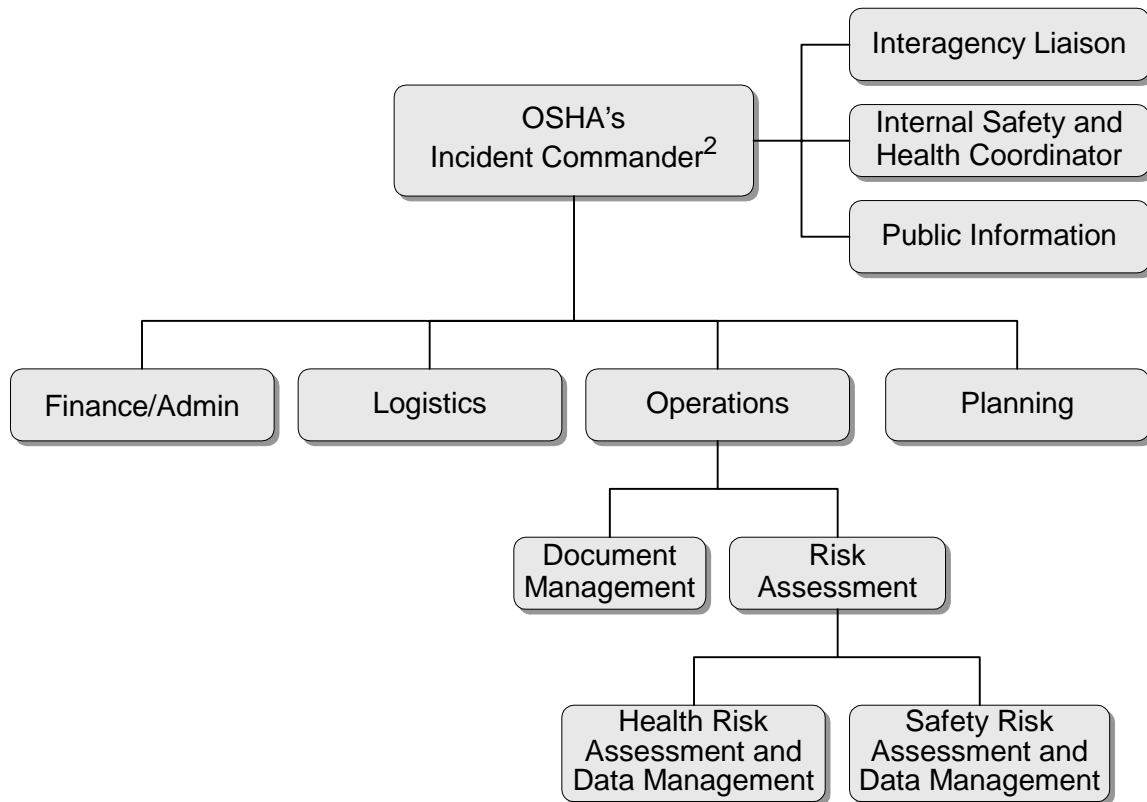 Interagency Liaison
OSHA’s
Incident Commander2
Internal Safety and
Health Coordinator
Public Information
Finance/Admin
Logistics
Operations
Planning
Document
Management
Risk
Assessment
Health Risk
Assessment and
Data Management
Safety Risk
Assessment and
Data Management